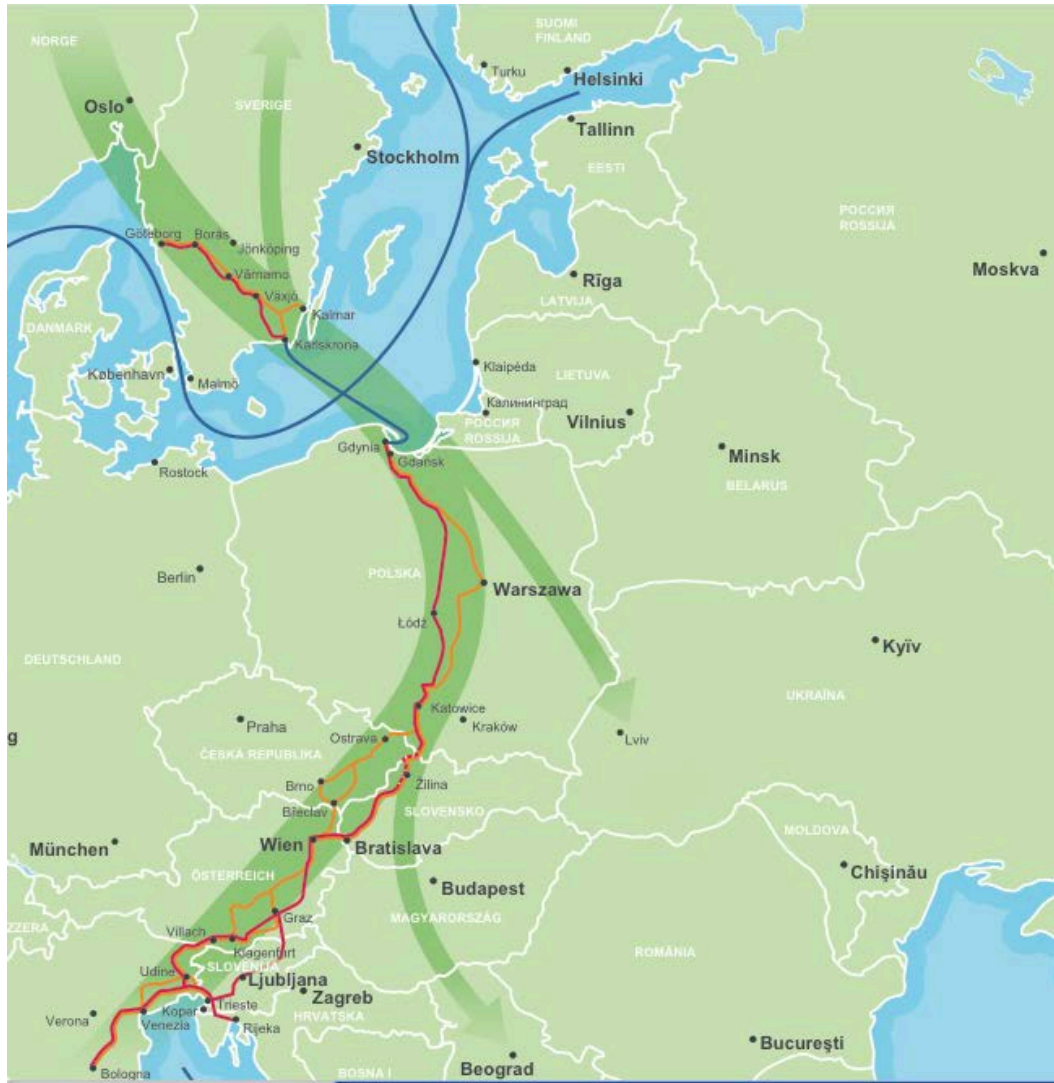 NORGE
SUOMI
FINLAND
Turku
Helsinki
Oslo
SVERIGE
Tallinn
Stockholm
EESTI
РОССИЯ
ROSSIJA
Göteborg
Borås
Jönköping
Moskva
Värnamo
Rīga
Växjö
LATVIJA
Kalmar
DANMARK
Karlskrona
Klaipėda
København
Malmö
LIETUVA
Калининград
Vilnius
РОССИЯ
ROSSIJA
Gdynia
Gdańsk
Minsk
Rostock
BELARUS
Berlin
POLSKA
Warszawa
Łódź
Kyïv
DEUTSCHLAND
UKRAÏNA
Katowice
Praha
Kraków
g
Ostrava
Lviv
ČESKÁ REPUBLIKA
Žilina
Brno
Břeclav
SLOVENSKO
MOLDOVA
Wien
Bratislava
München
Chişinău
ÖSTERREICH
Budapest
Graz
MAGYARORSZÁG
ZZERA
Villach
Klagenfurt
ROMÂNIA
SLOVENIJA
Udine
Ljubljana
Zagreb
Trieste
Koper
Verona
Venezia
HRVATSKA
Rijeka
Bucureşti
Beograd
Bologna
BOSNA I